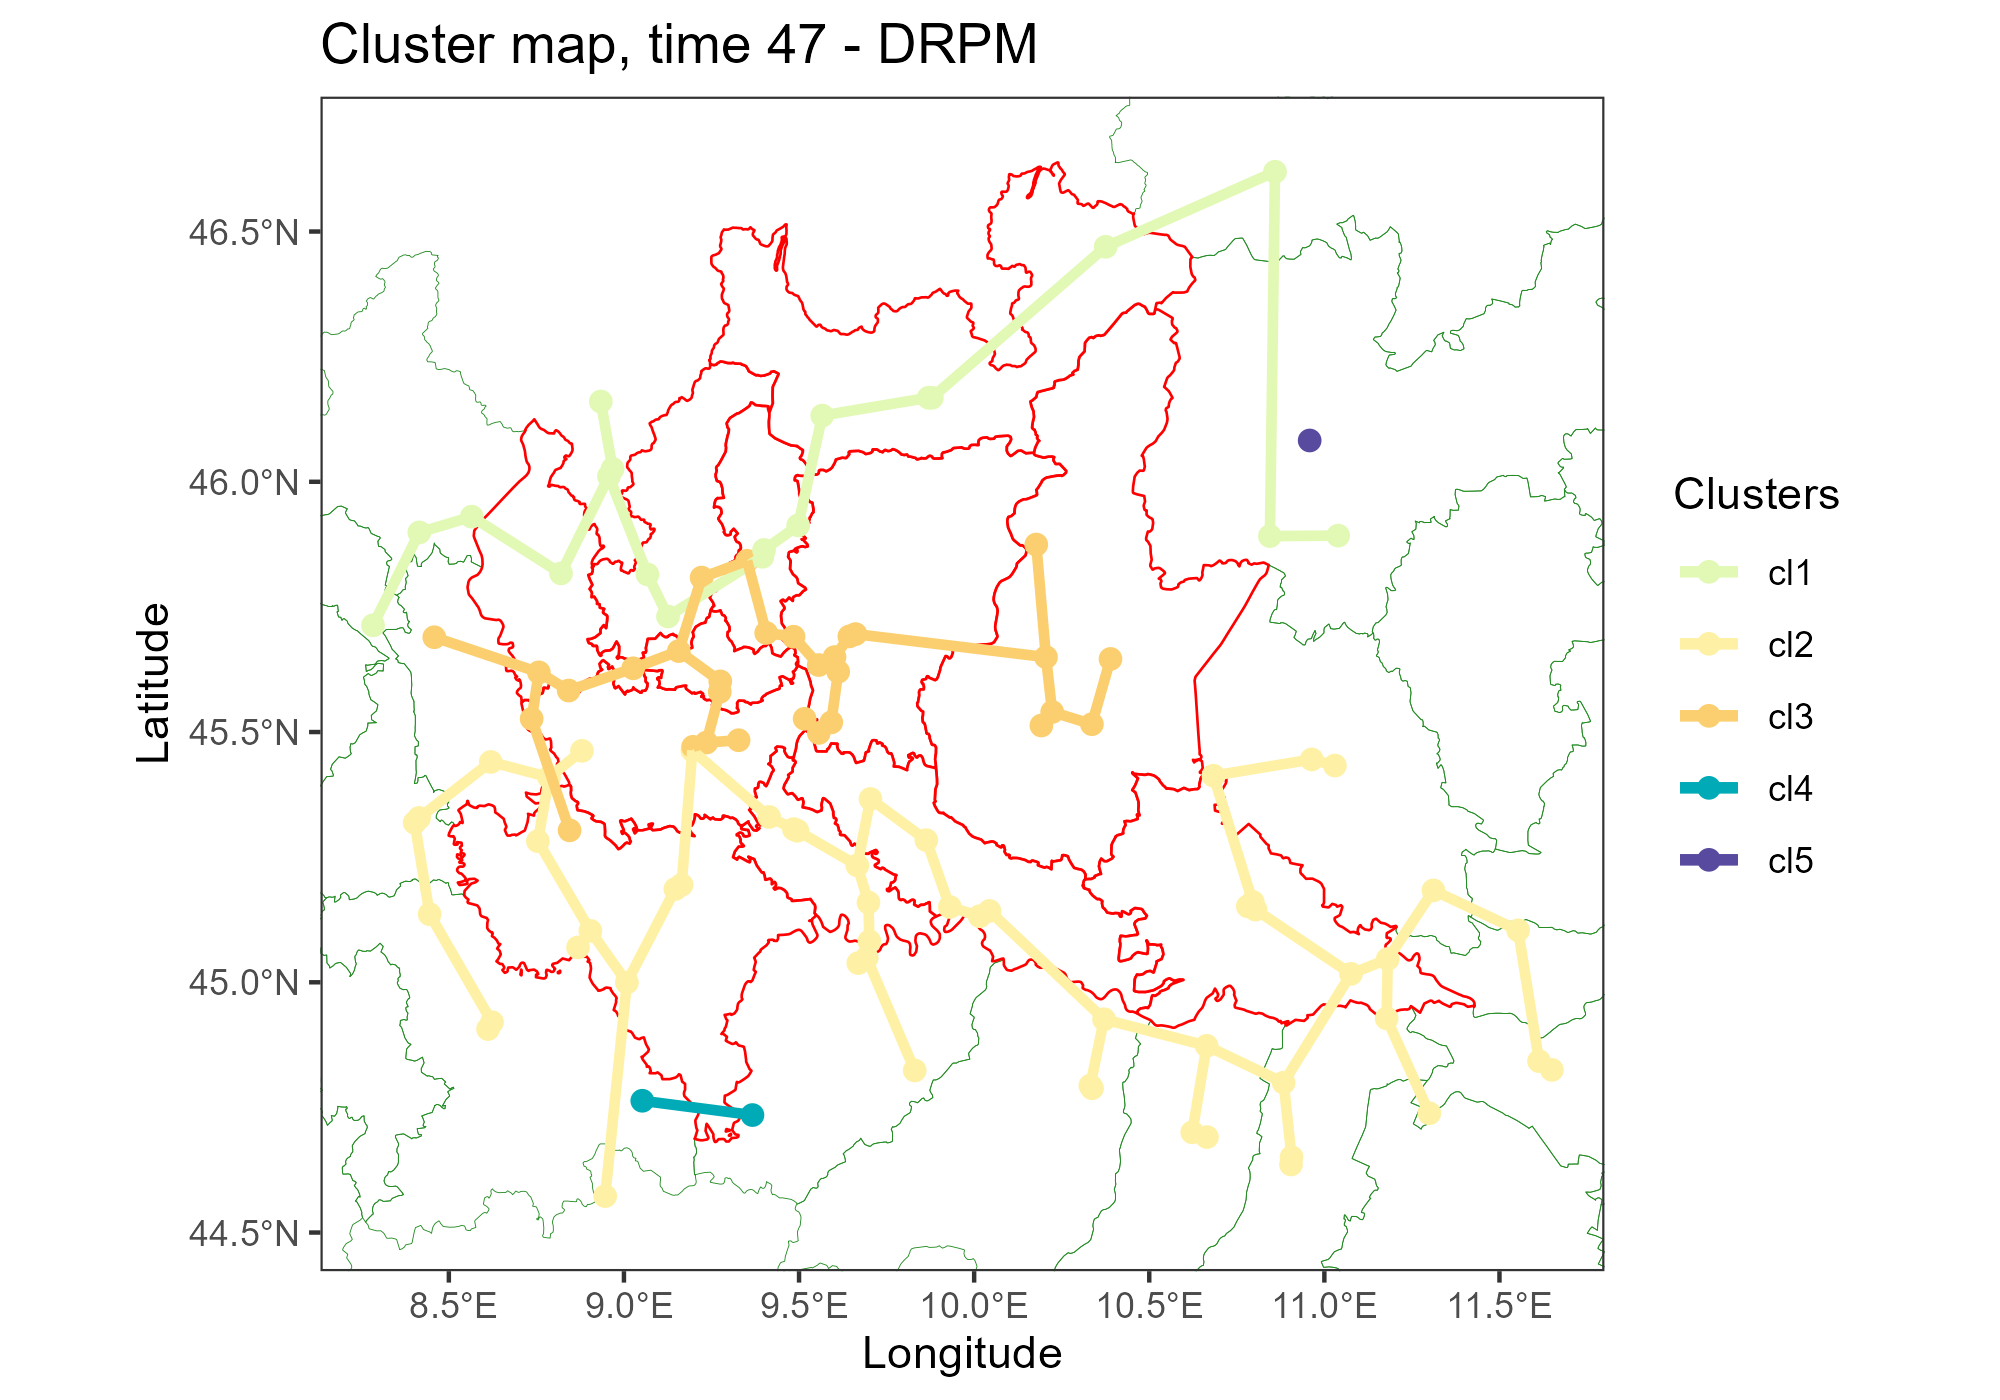 Cluster map, time 47 - DRPM
46.5°N
46.0°N
45.5°N
45.0°N
44.5°N
Latitude
8.5°E
9.0°E
9.5°E
10.0°E
10.5°E
11.0°E
11.5°E
Longitude
Clusters
cl1
cl2
cl3
cl4
cl5